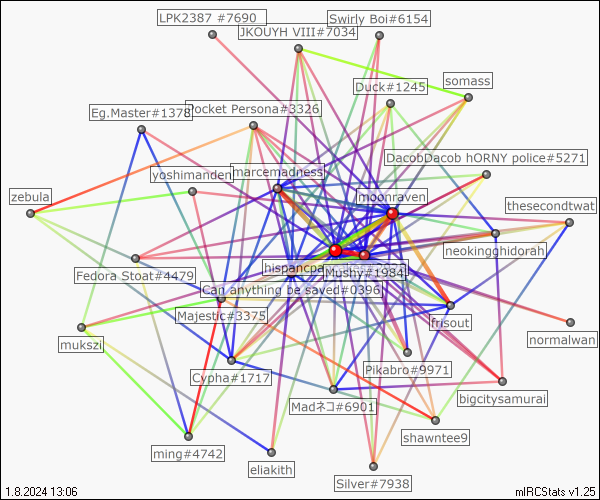 LPK2387 #7690
Swirly Boi#6154
JKOUYH VIII#7034
somass
Duck#1245
Eg.Master#1378
Pocket Persona#3326
DacobDacob hORNY police#5271
marcemadness
yoshimanden
zebula
moonraven
thesecondtwat
neokingghidorah
hispancpa
Fedora Stoat#4479
Mushy#1984
Can anything be saved#0396
Majestic#3375
frisout
mukszi
normalwan
Cypha#1717
Pikabro#9971
bigcitysamurai
Madネコ#6901
shawntee9
ming#4742
eliakith
Silver#7938
1.8.2024 13:06
mIRCStats v1.25